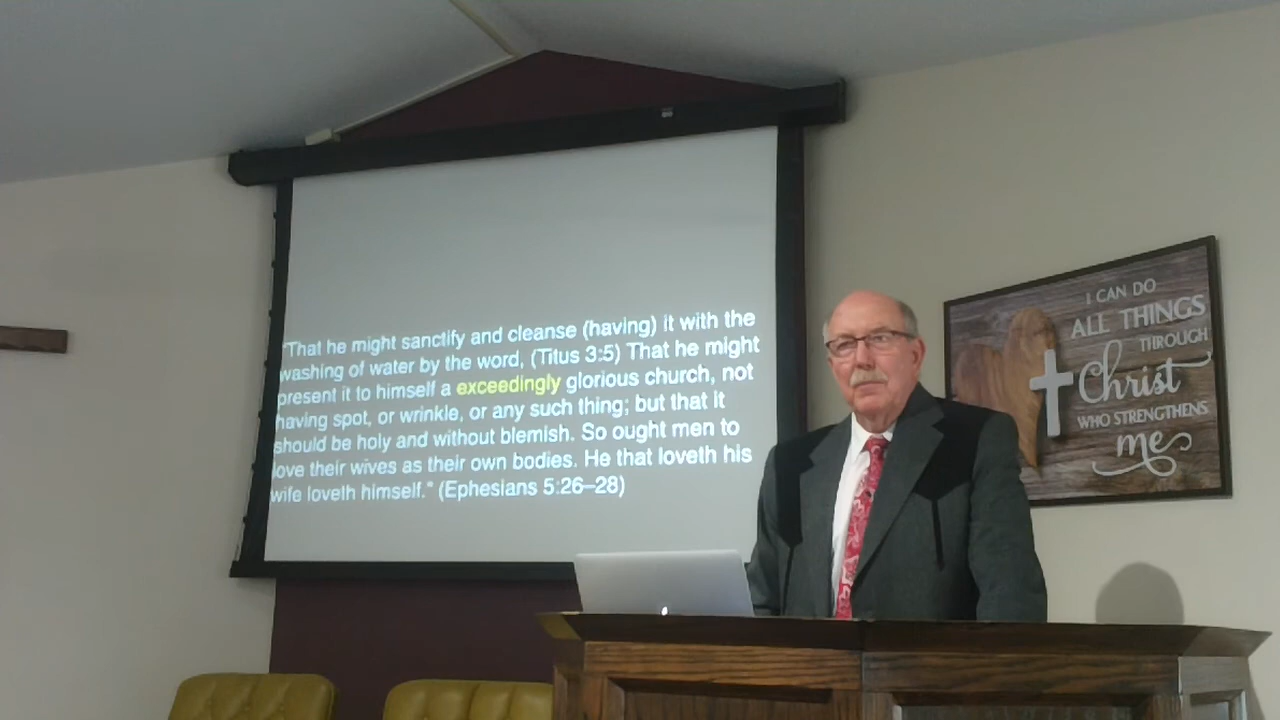 "That he might sanctify and cleanse (having) it with the
washing of water by the word, (Titus 3:5) That he might
present it to himself a exceedingly glorious church, not
having spot, or wrinkle, or any such thing; but that it
should be holy and without blemish. So ought men to
love their wives as their own bodies. He that loveth his
wife loveth himself." (Ephesians 5:26–28)
I CAN DO
ALL THINGS
THROUGH
Christ
WHO STRENGTHENS
me